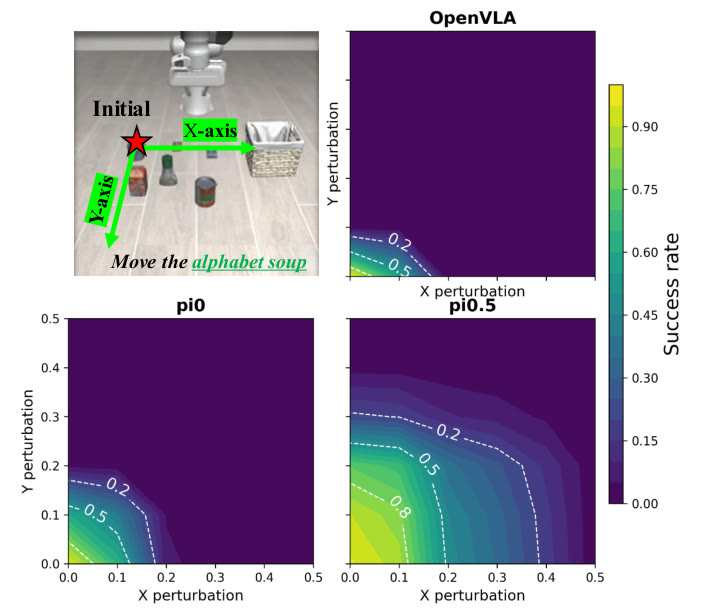 OpenVLA
Initial
X-axis
Y-axis
Move the alphabet soup
Y perturbation
0.2
0.5
X perturbation
0.90
0.75
0.60
0.45
0.30
0.15
0.00
Success rate
pi0
0.5
0.4
0.3
0.2
0.1
0.0
Y perturbation
0.2
0.5
0.0 0.1 0.2 0.3 0.4 0.5
X perturbation
pi0.5
0.2
0.5
0.8
0.0 0.1 0.2 0.3 0.4 0.5
X perturbation